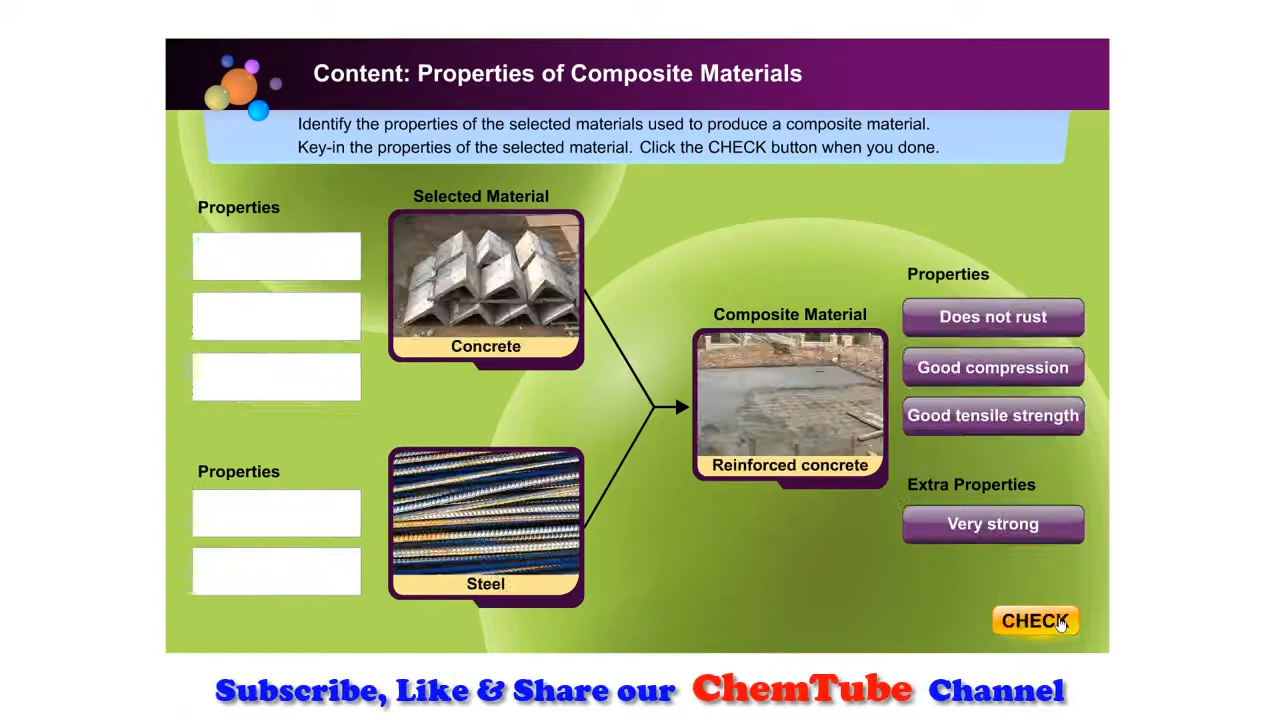 Content: Properties of Composite Materials
Identify the properties of the selected materials used to produce a composite material.
Key-in the properties of the selected material. Click the CHECK button when you done.
Selected Material
Properties
Concrete
Properties
Steel
Composite Material
Reinforced concrete
Properties
Does not rust
Good compression
Good tensile strength
Extra Properties
Very strong
CHECK
Subscribe, Like & Share our ChemTube Channel